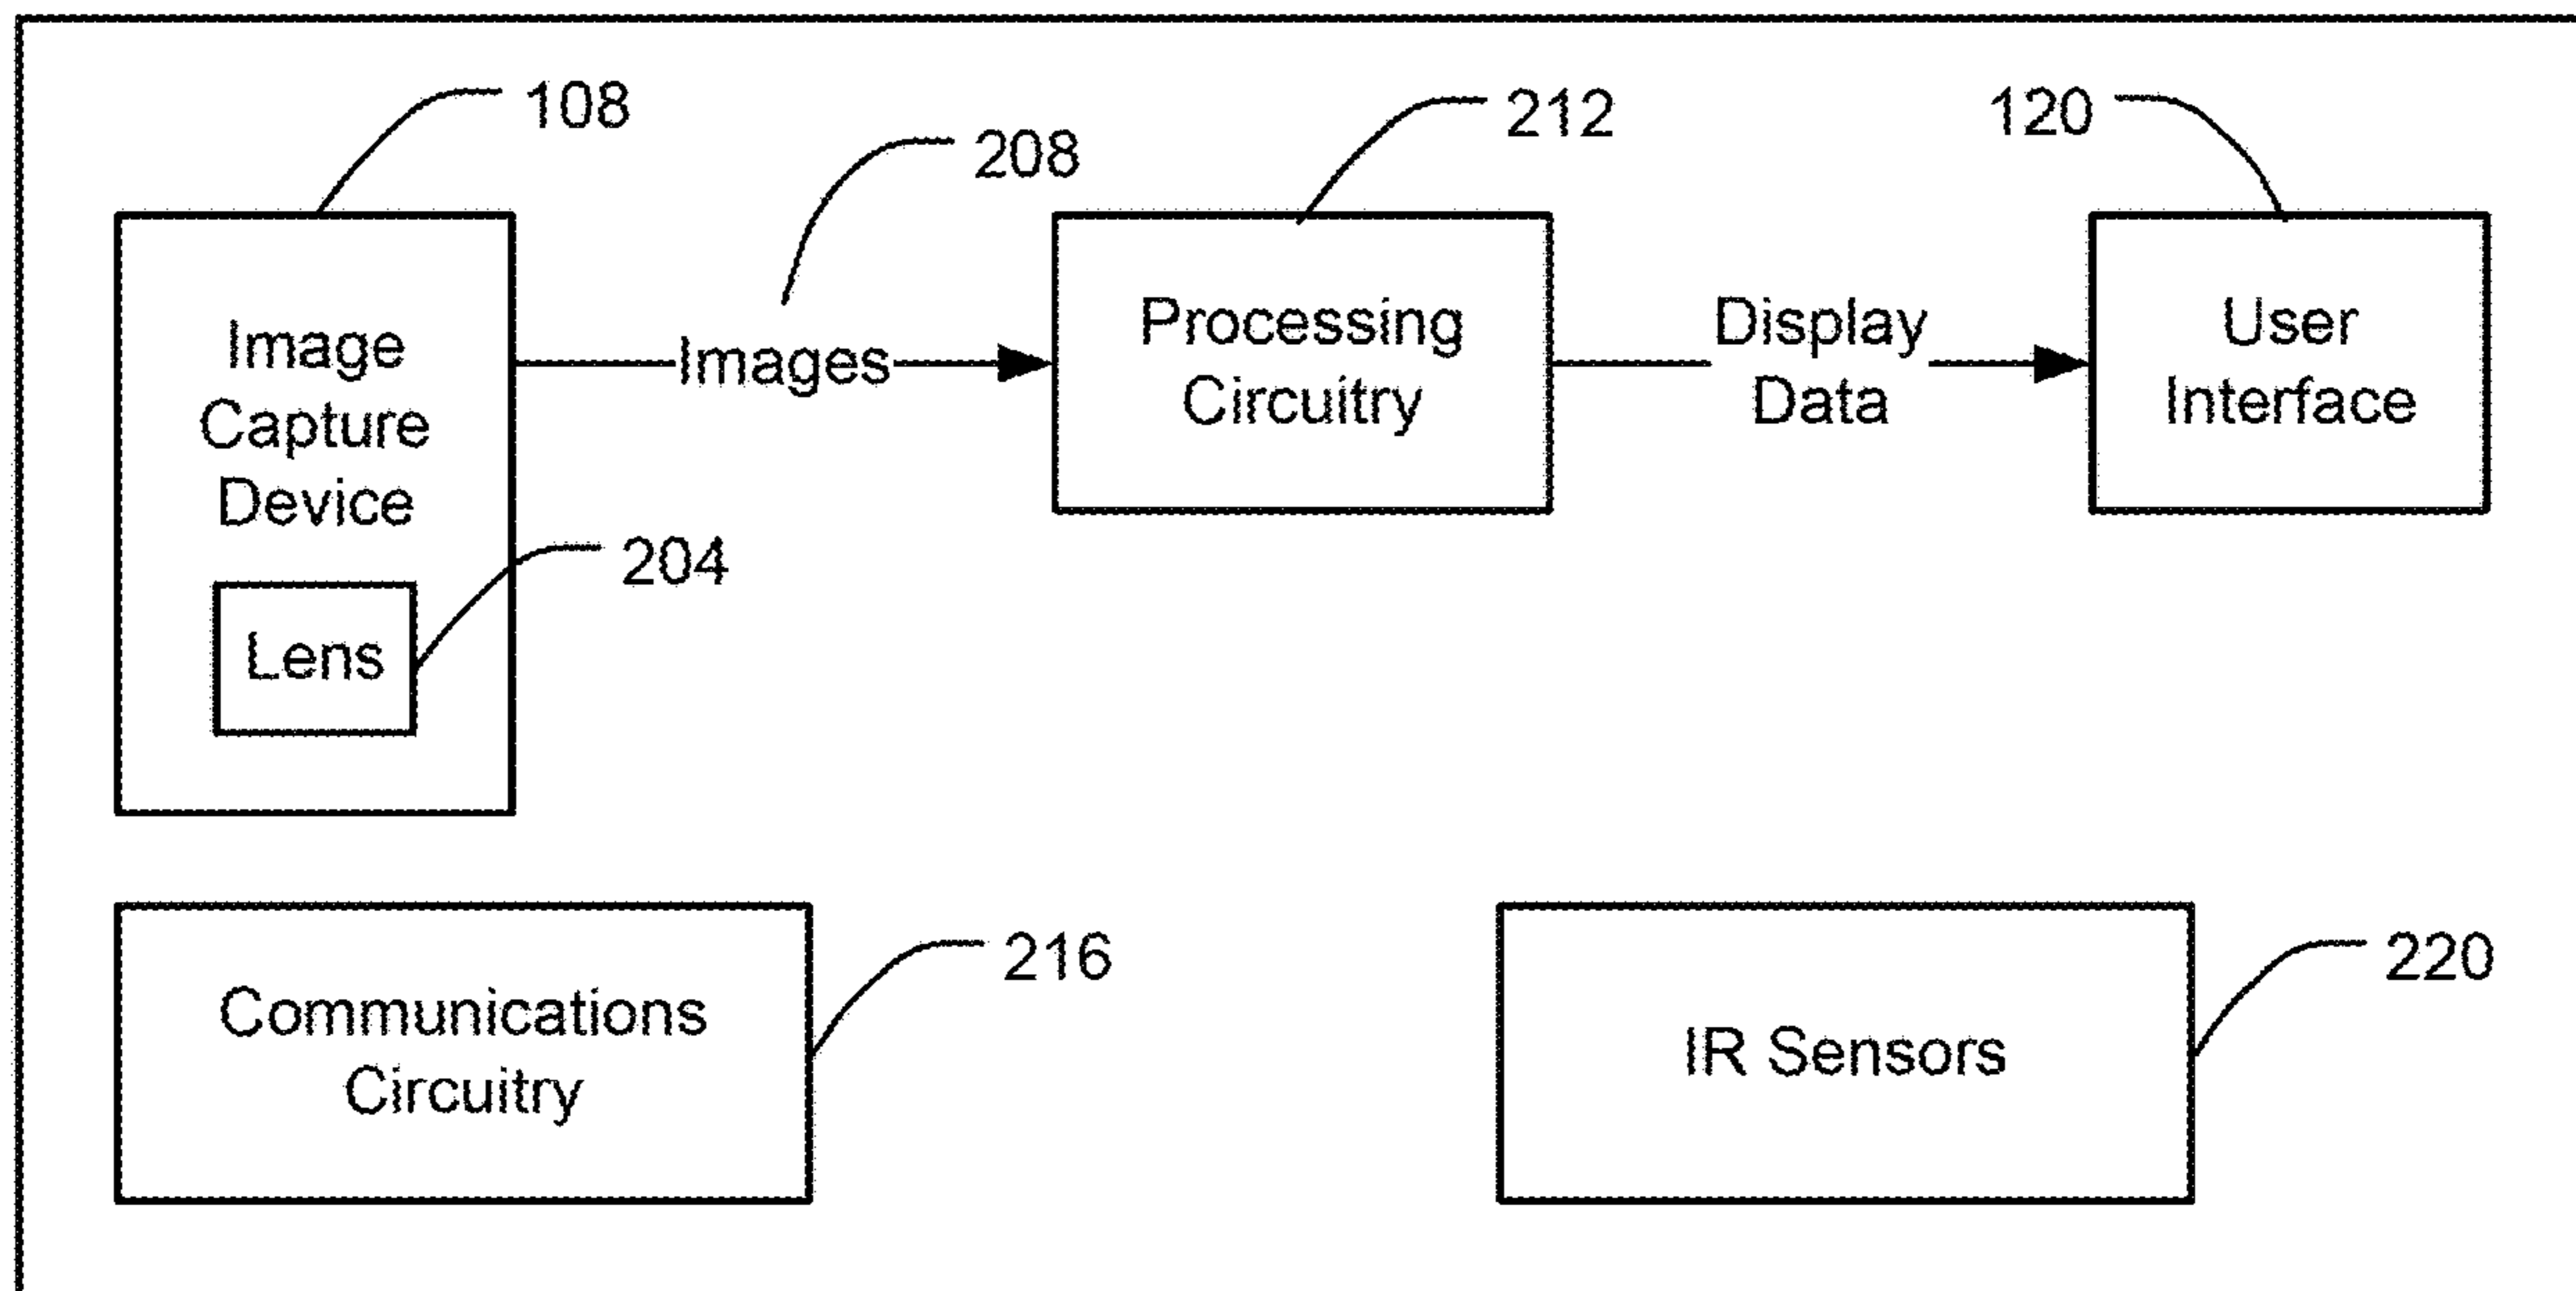 108
208
212
120
Image
Capture
Device
Lens
204
Images
Processing
Circuitry
Display
Data
User
Interface
Communications
Circuitry
216
IR Sensors
220